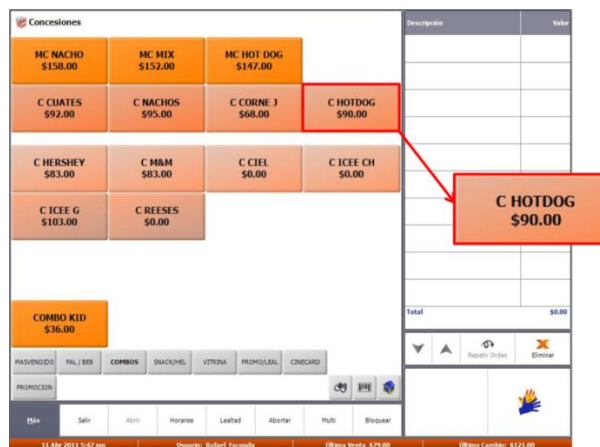 Concesiones
Descripción Valor
MC NACHO
$158.00
MC MIX
$152.00
MC HOT DOG
$147.00
C CUATES
$92.00
C NACHOS
$95.00
C CORNE J
$68.00
C HOTDOG
$90.00
C HERSHEY
$83.00
C M&M
$83.00
C CIEL
$0.00
C ICEE CH
$0.00
C HOTDOG
$90.00
C ICEE G
$103.00
C REESES
$0.00
COMBO KID
$36.00
Total $0.00
MASVENDIDO PAL / BEB COMBOS SNACK/HEL VITRINA PROMO/LEAL CINECARD
Repetir Orden Eliminar
PROMOCION
Más Salir Abrir Horarios Lealtad Abortar Multi Bloquear
11 Abr 2011 5:42 pm Usuario: Rafael Facundo Última Venta $79.00 Último Cambio: $121.00